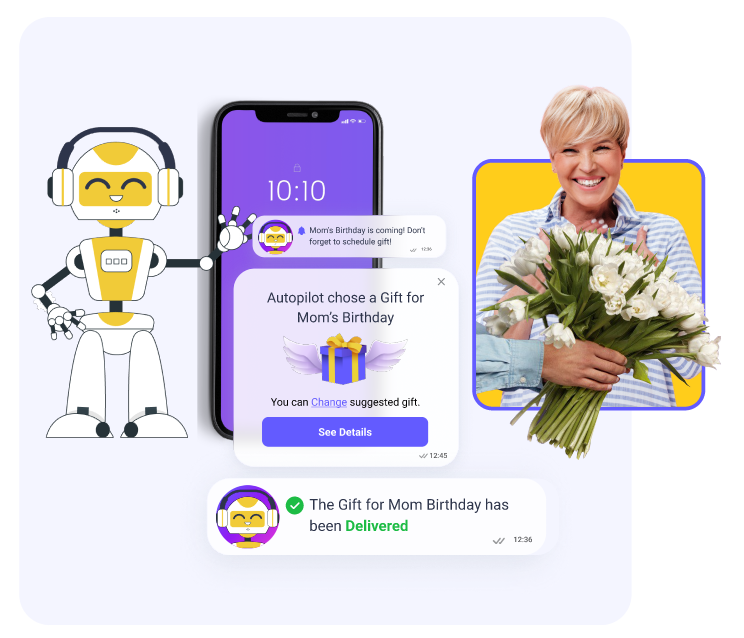 10:10
Mom's Birthday is coming! Don't
forget to schedule gift!
12:36
Autopilot chose a Gift for
Mom's Birthday
You can Change suggested gift.
See Details
12:45
The Gift for Mom Birthday has
been Delivered
12:36